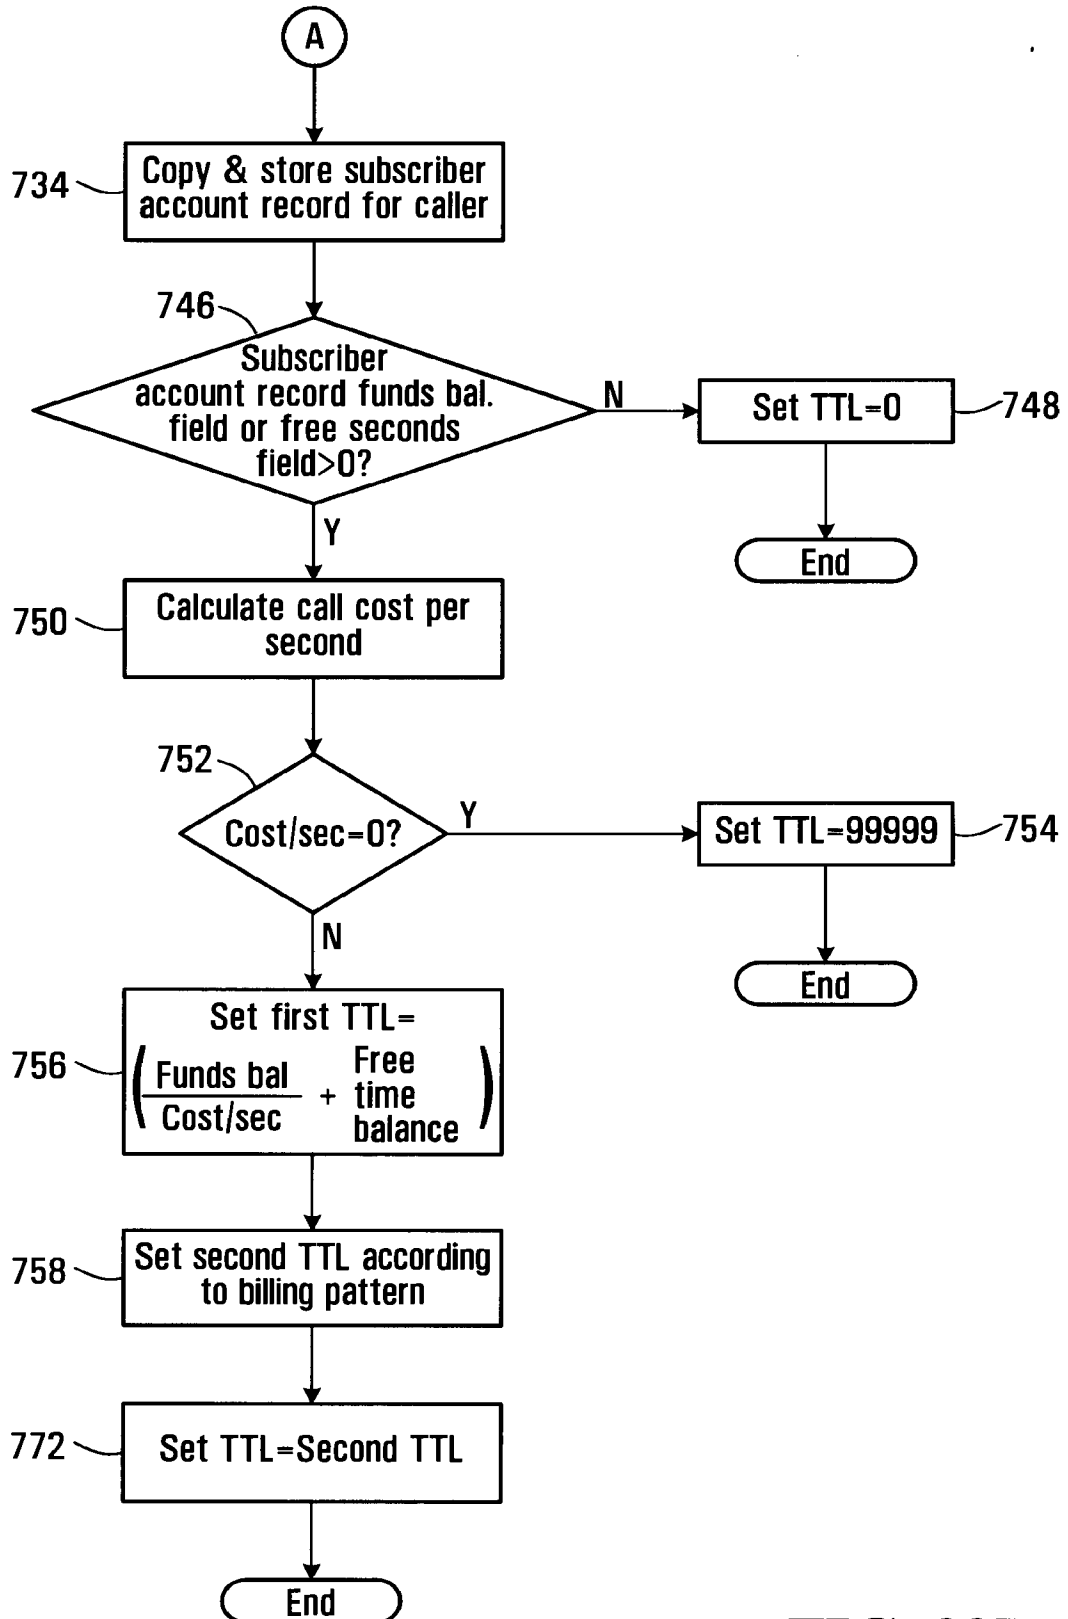 A
734
Copy & store subscriber
account record for caller
746
Subscriber
account record funds bal.
field or free seconds
field>0?
N
Set TTL=0
748
End
Y
750
Calculate call cost per
second
752
Cost/sec=0?
Y
Set TTL=99999
754
End
N
756
Set first TTL=
( Funds bal
Cost/sec
+
Free
time
balance )
758
Set second TTL according
to billing pattern
772
Set TTL=Second TTL
End